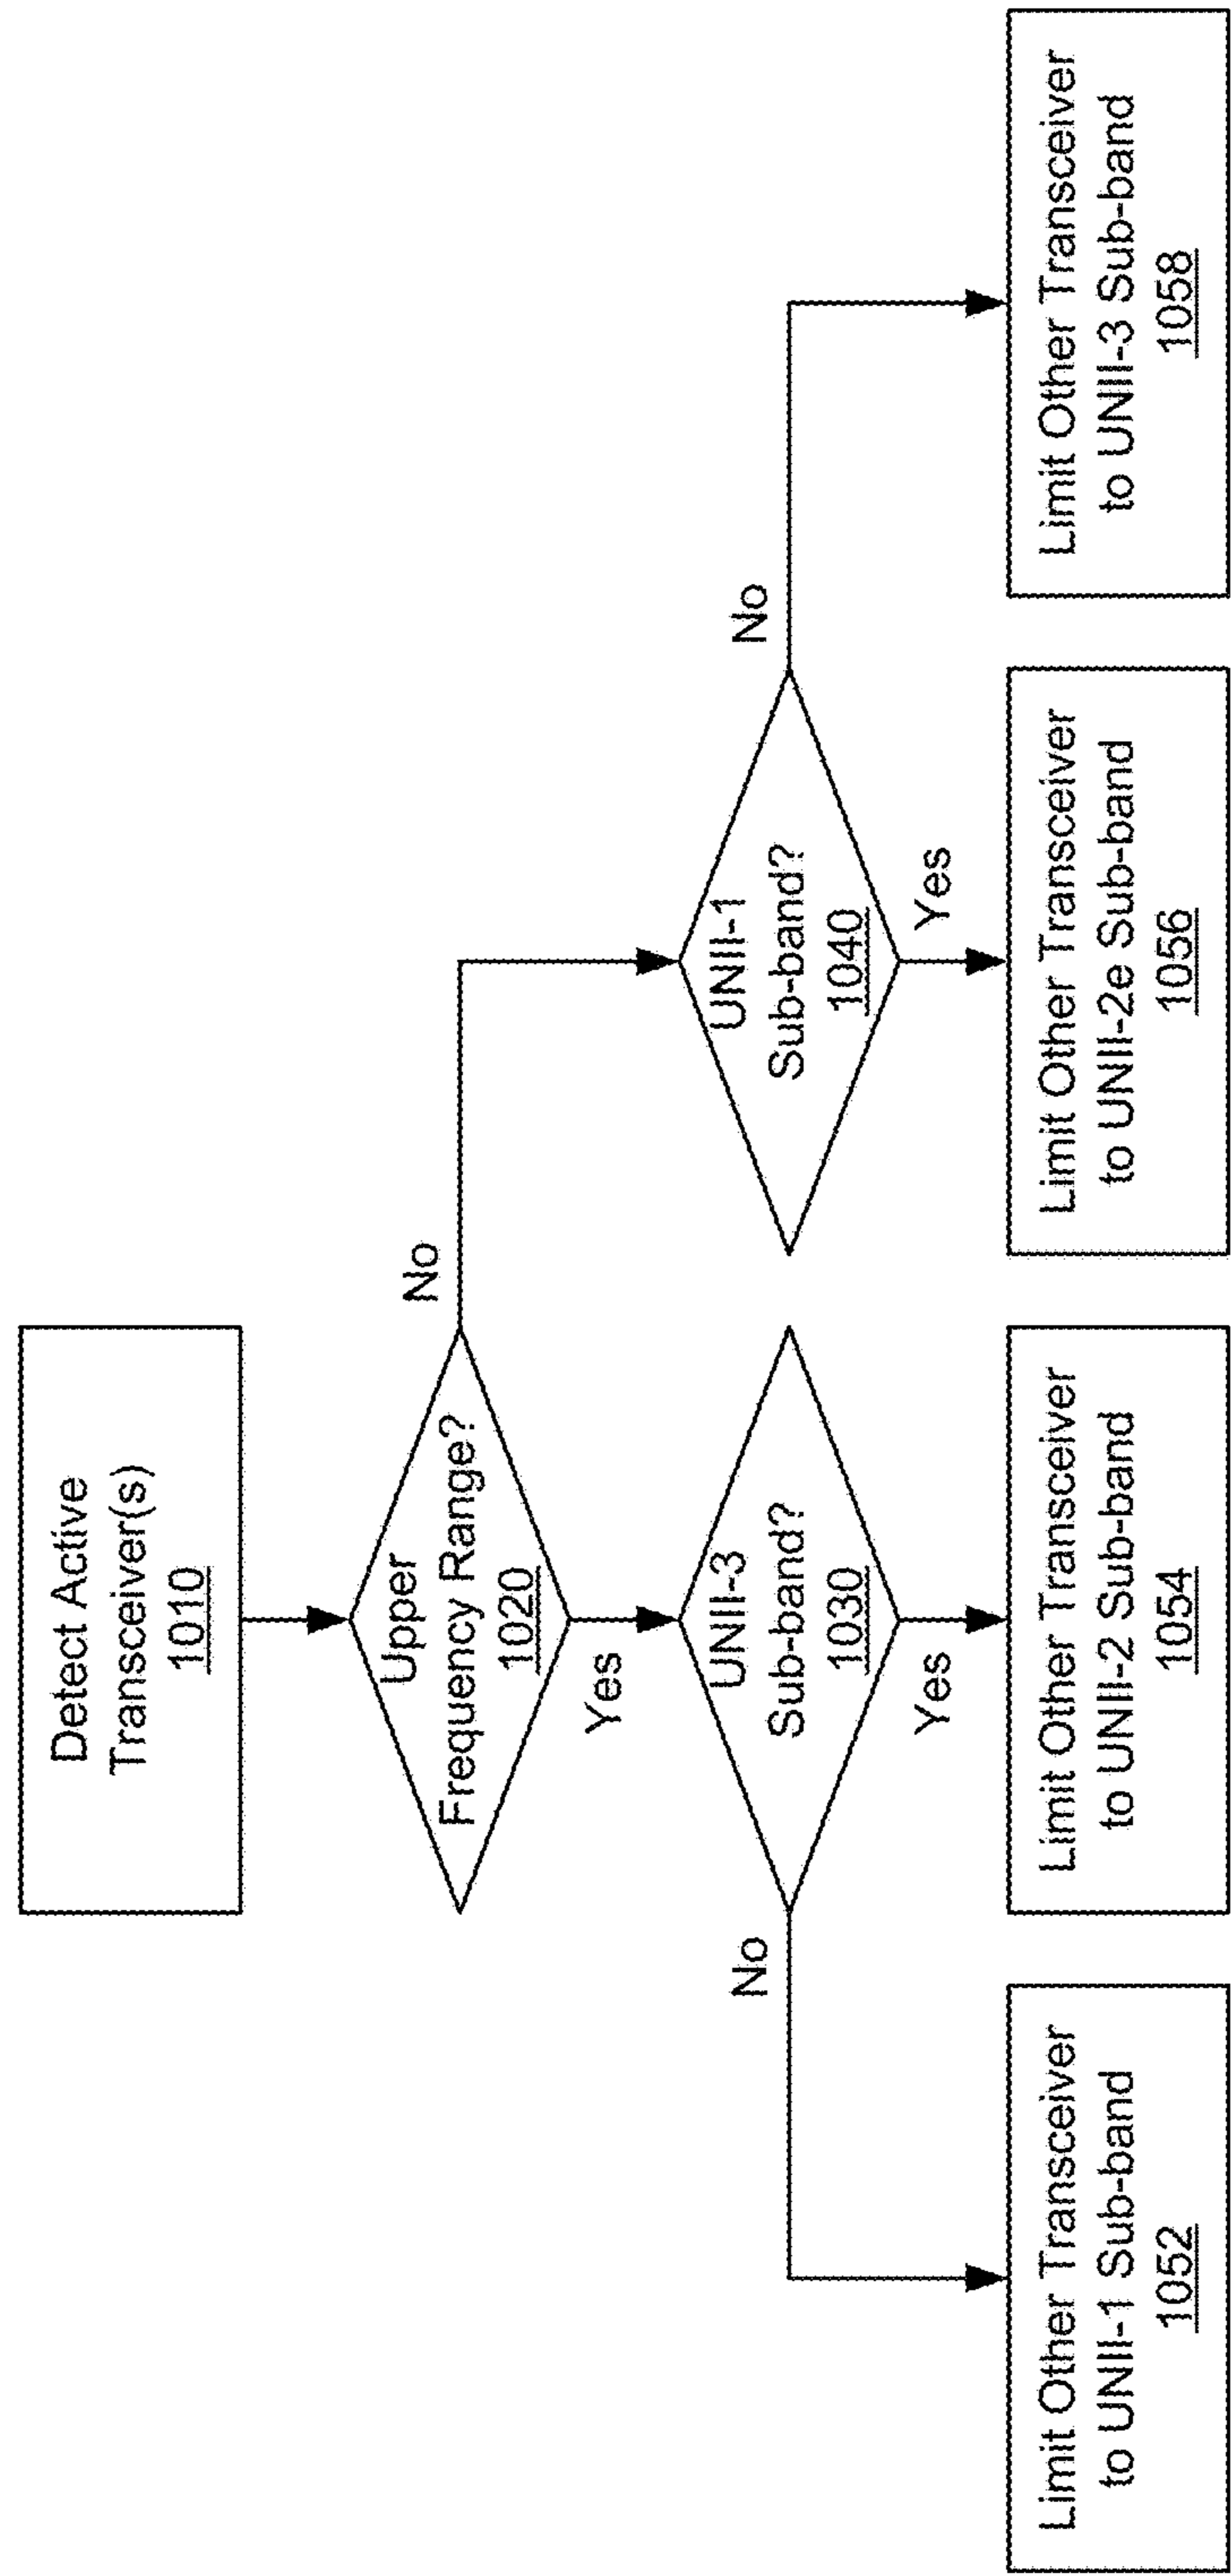 Detect Active
Transceiver(s)
1010
Upper
Frequency Range?
1020
No
Yes
UNII-3
Sub-band?
1030
No
Yes
UNII-1
Sub-band?
1040
No
Yes
Limit Other Transceiver
to UNII-1 Sub-band
1052
Limit Other Transceiver
to UNII-2 Sub-band
1054
Limit Other Transceiver
to UNII-2e Sub-band
1056
Limit Other Transceiver
to UNII-3 Sub-band
1058